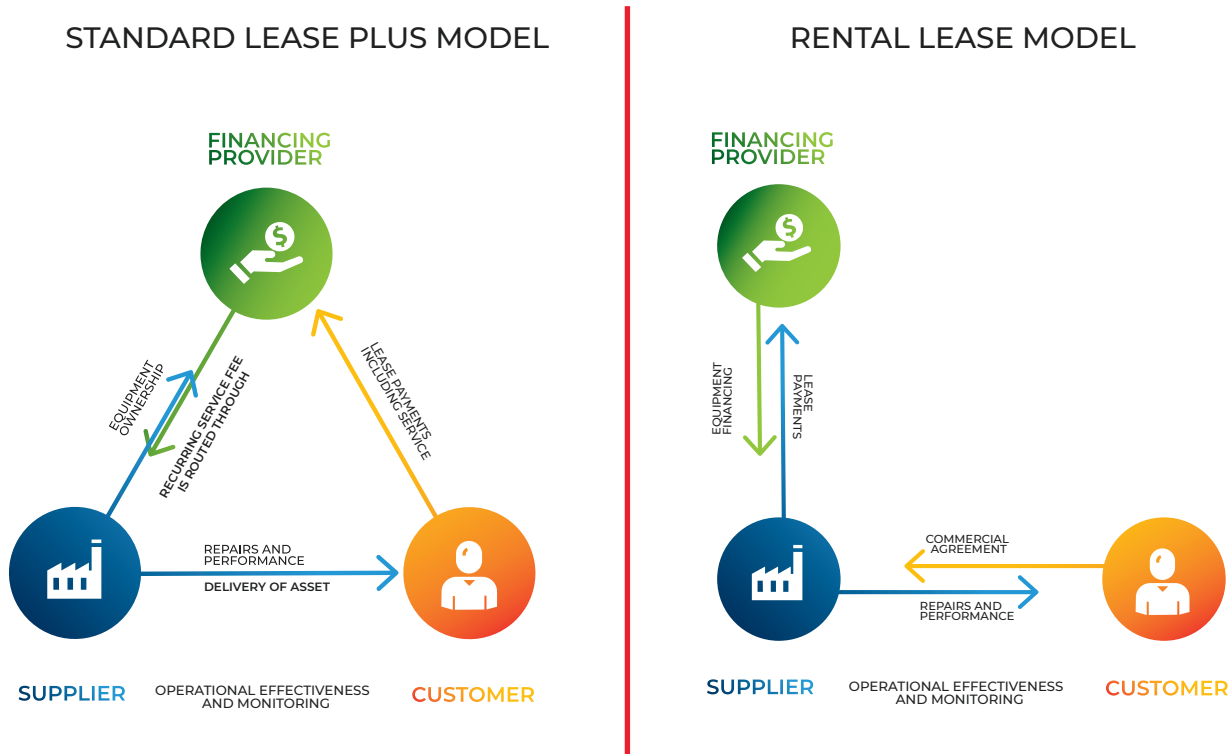 STANDARD LEASE PLUS MODEL
FINANCING
PROVIDER
$
EQUIPMENT
OWNERSHIP
RECURRING SERVICE FEE
IS ROUTED THROUGH
LEASE PAYMENTS
INCLUDING SERVICE
REPAIRS AND
PERFORMANCE
DELIVERY OF ASSET
SUPPLIER
OPERATIONAL EFFECTIVENESS
AND MONITORING
CUSTOMER
RENTAL LEASE MODEL
FINANCING
PROVIDER
$
EQUIPMENT
FINANCING
LEASE
PAYMENTS
COMMERCIAL
AGREEMENT
REPAIRS AND
PERFORMANCE
SUPPLIER
OPERATIONAL EFFECTIVENESS
AND MONITORING
CUSTOMER